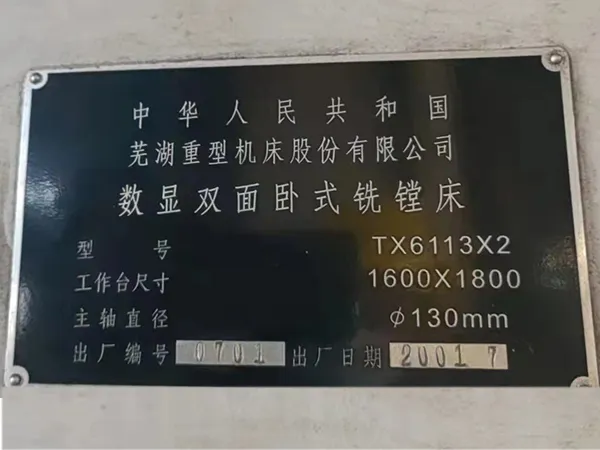 中华人民共和国
芜湖重型机床股份有限公司
数显双面卧式铣镗床
型号 TX6113X2
工作台尺寸 1600X1800
主轴直径 φ130mm
出厂编号 0701 出厂日期 2001 7